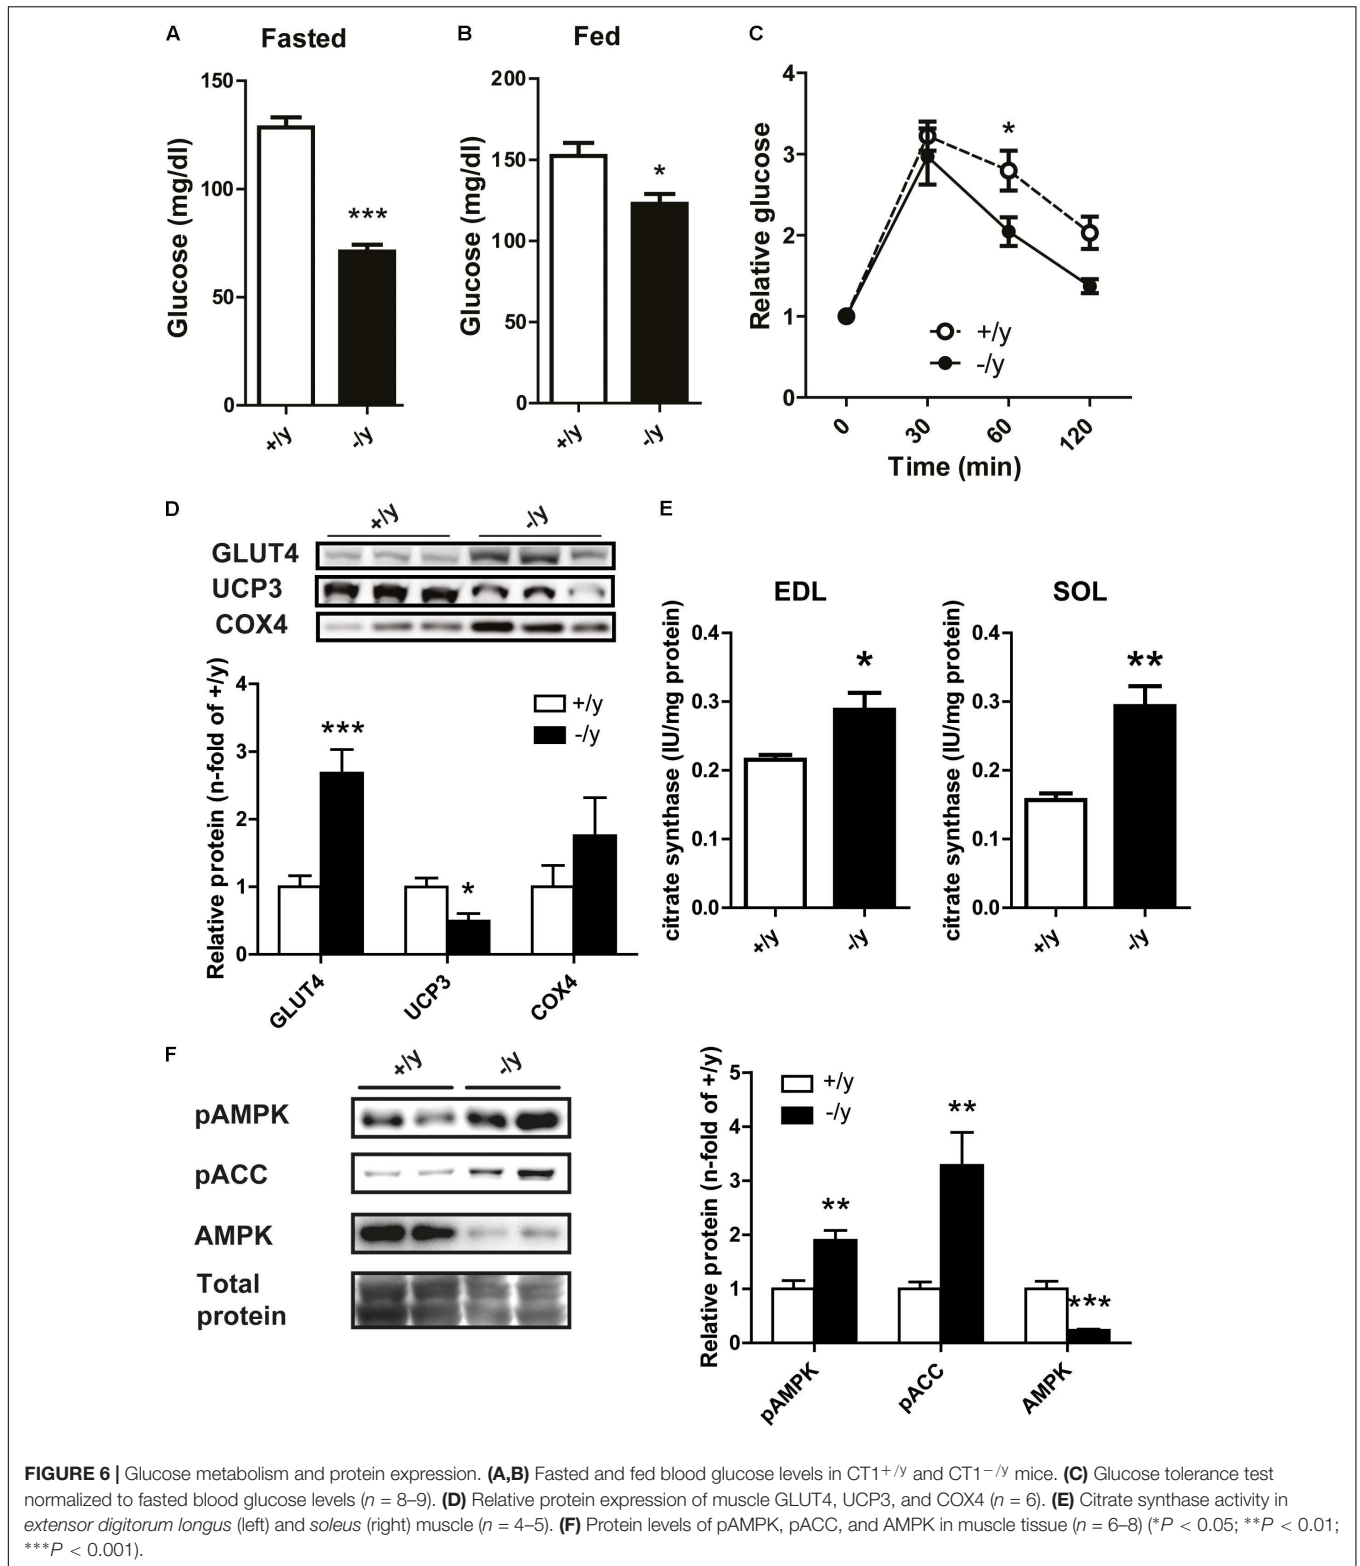 A
Fasted
Glucose (mg/dl)
150
100
50
0
***
+/y
-/y
B
Fed
Glucose (mg/dl)
200
150
100
50
0
*
+/y
-/y
C
Relative glucose
4
3
2
1
0
*
+/y
-/y
0
30
60
120
Time (min)
D
+/y
-/y
GLUT4
UCP3
COX4
Relative protein (n-fold of +/y)
4
3
2
1
0
+/y
-/y
***
*
GLUT4
UCP3
COX4
E
EDL
citrate synthase (IU/mg protein)
0.4
0.3
0.2
0.1
0.0
*
+/y
-/y
SOL
citrate synthase (IU/mg protein)
0.4
0.3
0.2
0.1
0.0
**
+/y
-/y
F
+/y
-/y
pAMPK
pACC
AMPK
Total
protein
Relative protein (n-fold of +/y)
5
4
3
2
1
0
+/y
-/y
**
**
***
pAMPK
pACC
AMPK
FIGURE 6 | Glucose metabolism and protein expression. (A,B) Fasted and fed blood glucose levels in CT1+/y and CT1−/y mice. (C) Glucose tolerance test
normalized to fasted blood glucose levels (n = 8–9). (D) Relative protein expression of muscle GLUT4, UCP3, and COX4 (n = 6). (E) Citrate synthase activity in
extensor digitorum longus (left) and soleus (right) muscle (n = 4–5). (F) Protein levels of pAMPK, pACC, and AMPK in muscle tissue (n = 6–8) (*P < 0.05; **P < 0.01;
***P < 0.001).